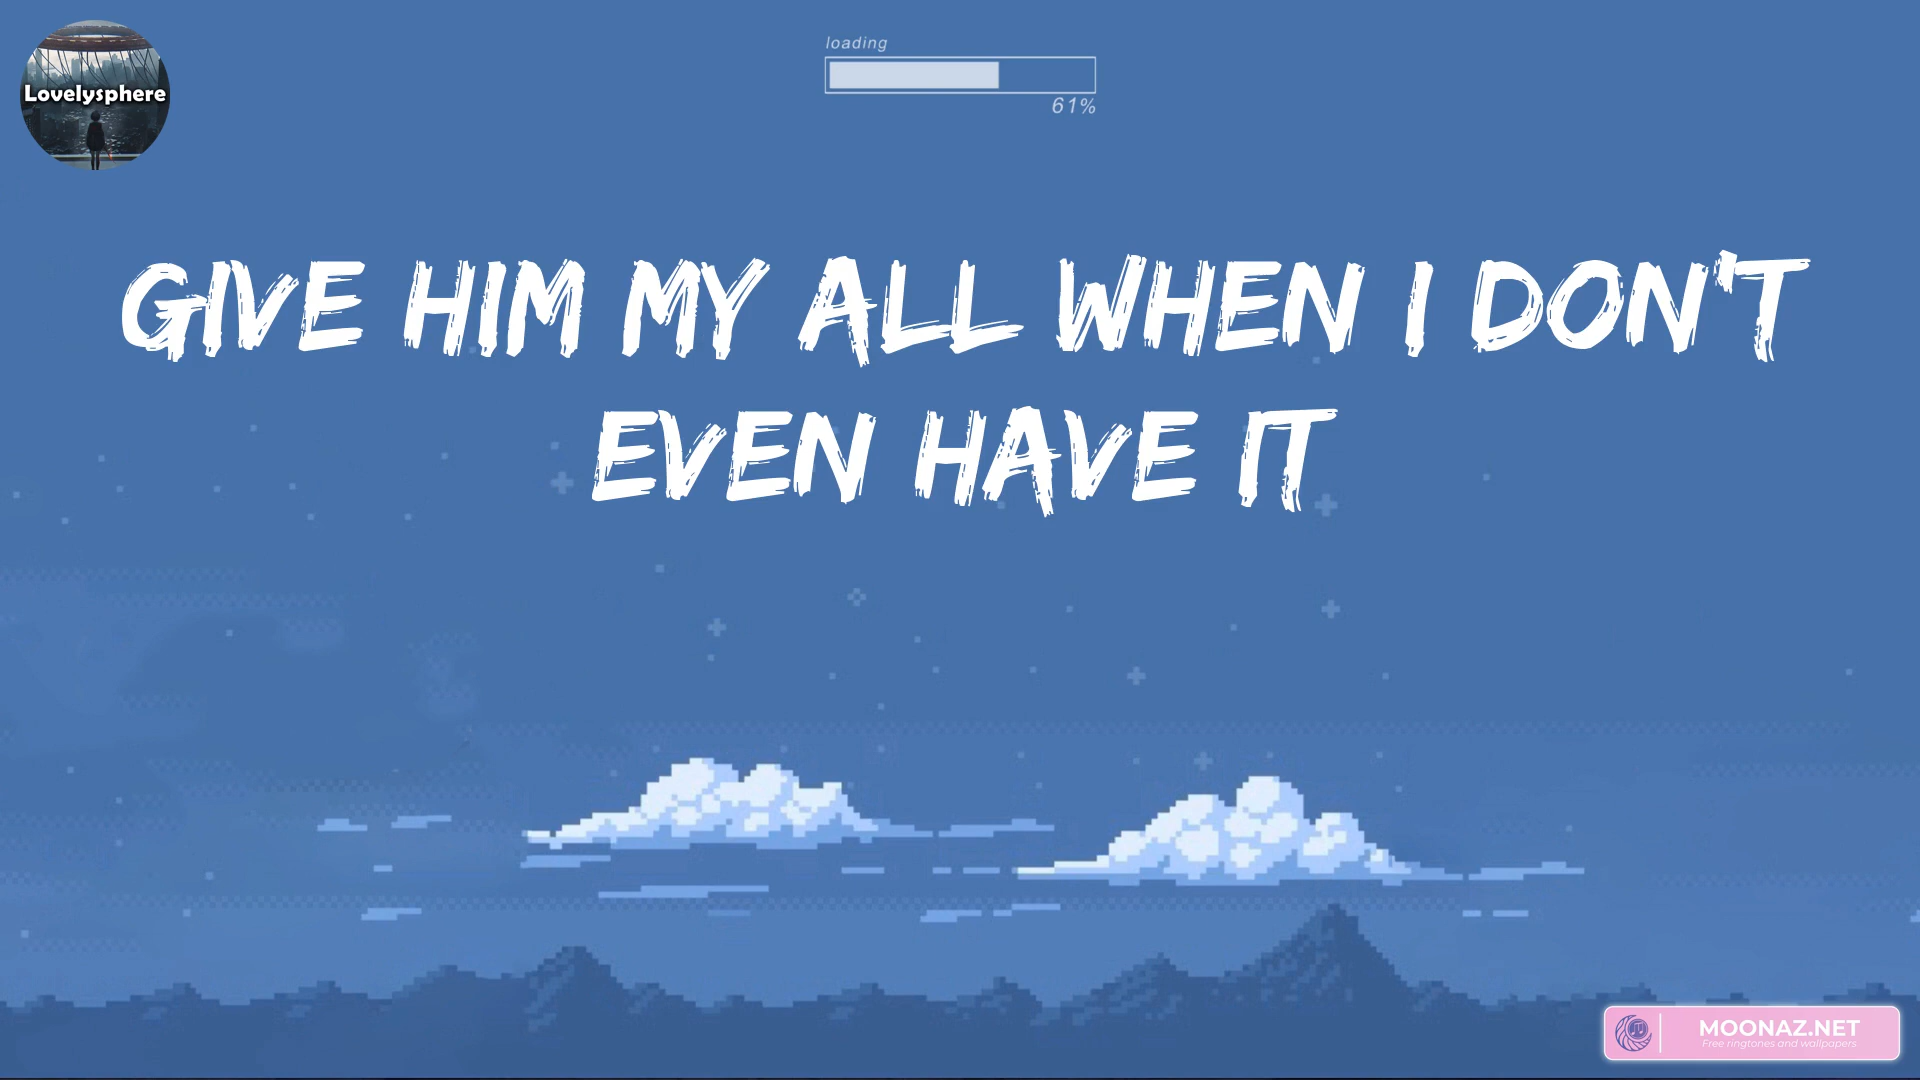 Lovelysphere
loading
61%
GIVE HIM MY ALL WHEN I DON'T
EVEN HAVE IT
MOONAZ.NET
Free ringtones and wallpapers